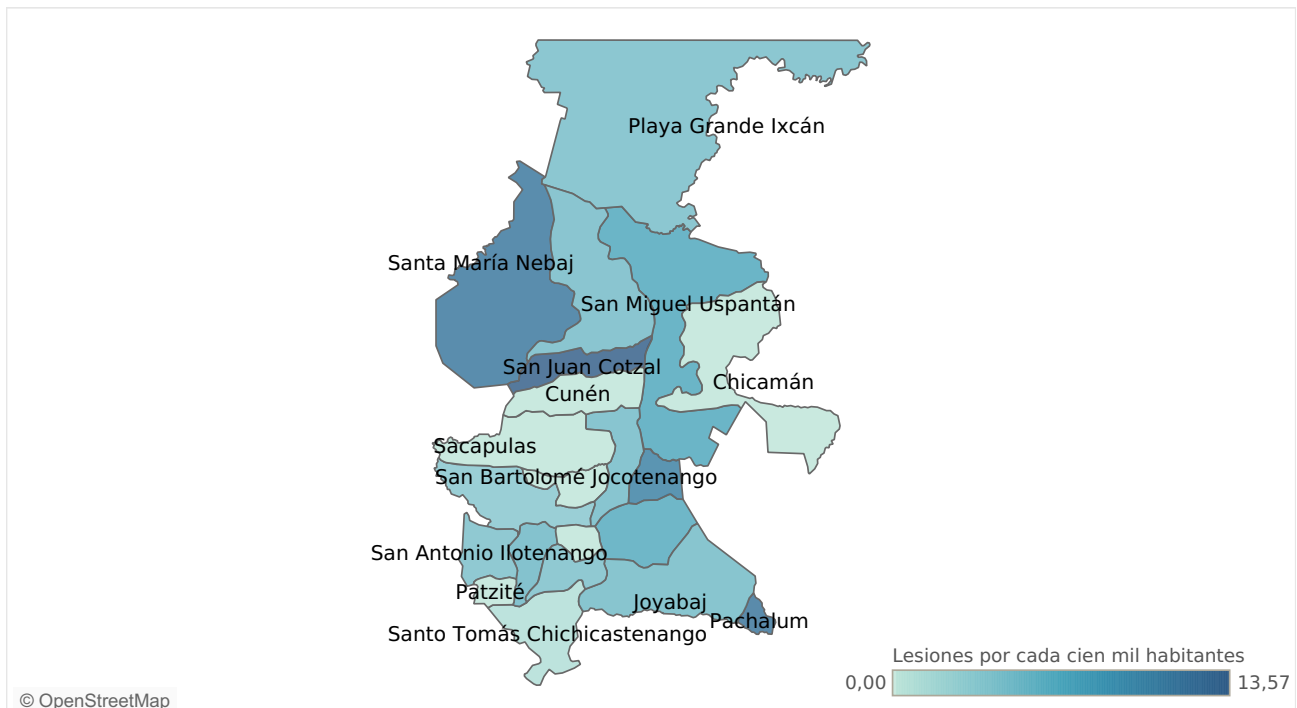 Playa Grande Ixcán
Santa María Nebaj
San Miguel Uspantán
San Juan Cotzal
Chicamán
Cunén
Sacapulas
San Bartolomé Jocotenango
San Antonio Ilotenango
Patzité
Joyabaj
Pachalum
Santo Tomás Chichicastenango
Lesiones por cada cien mil habitantes
0,00 13,57
© OpenStreetMap